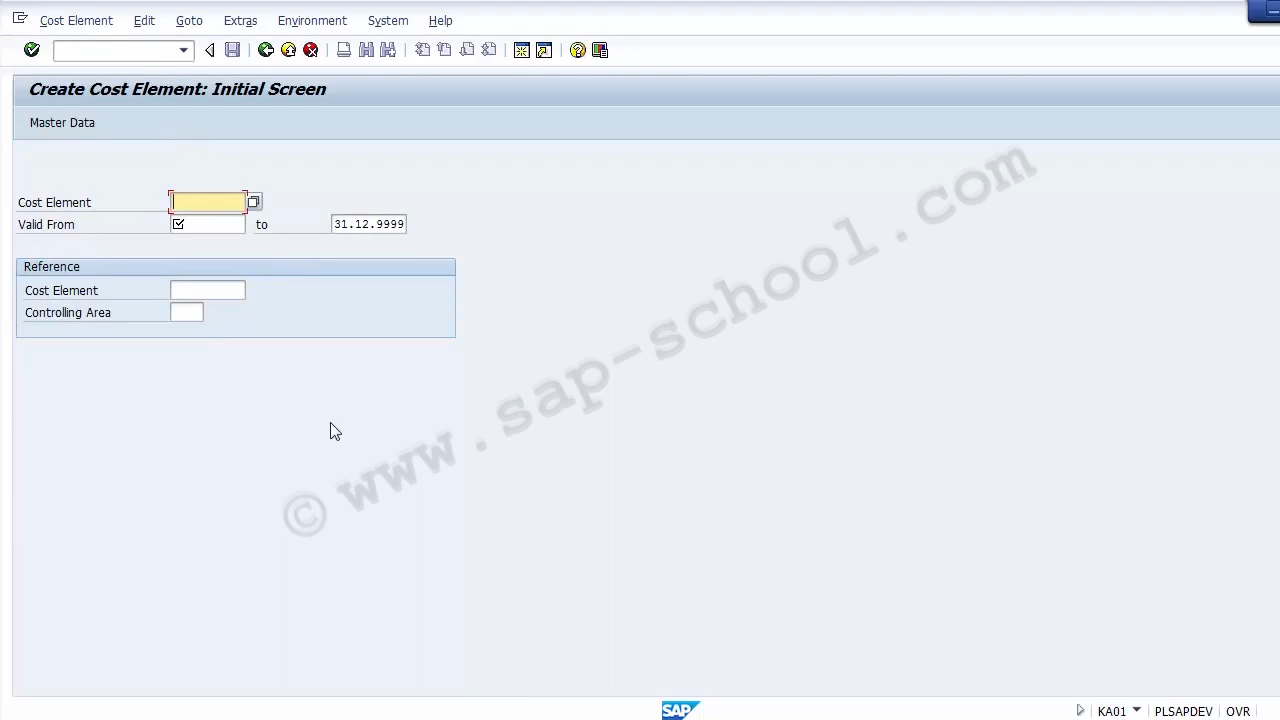 Cost Element Edit Goto Extras Environment System Help
Create Cost Element: Initial Screen
Master Data
Cost Element
Valid From to 31.12.9999
Reference
Cost Element
Controlling Area
© www.sap-school.com
SAP KA01 PLSAPDEV OVR